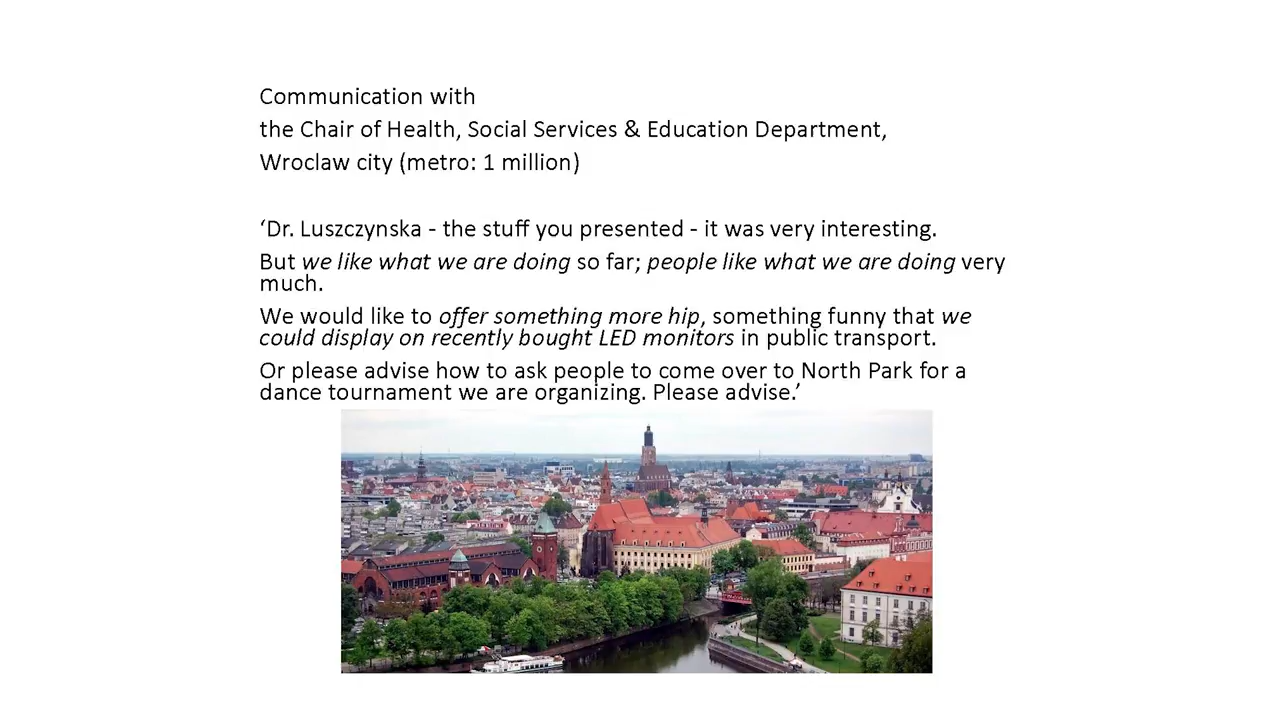 Communication with
the Chair of Health, Social Services & Education Department,
Wroclaw city (metro: 1 million)
‘Dr. Luszczynska - the stuff you presented - it was very interesting.
But we like what we are doing so far; people like what we are doing very
much.
We would like to offer something more hip, something funny that we
could display on recently bought LED monitors in public transport.
Or please advise how to ask people to come over to North Park for a
dance tournament we are organizing. Please advise.’